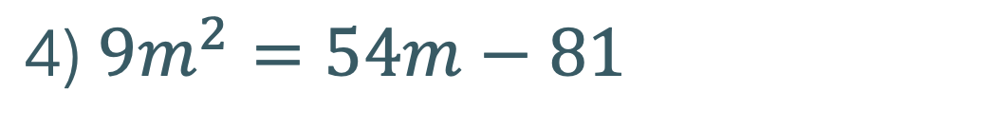 4) 9m² = 54m − 81